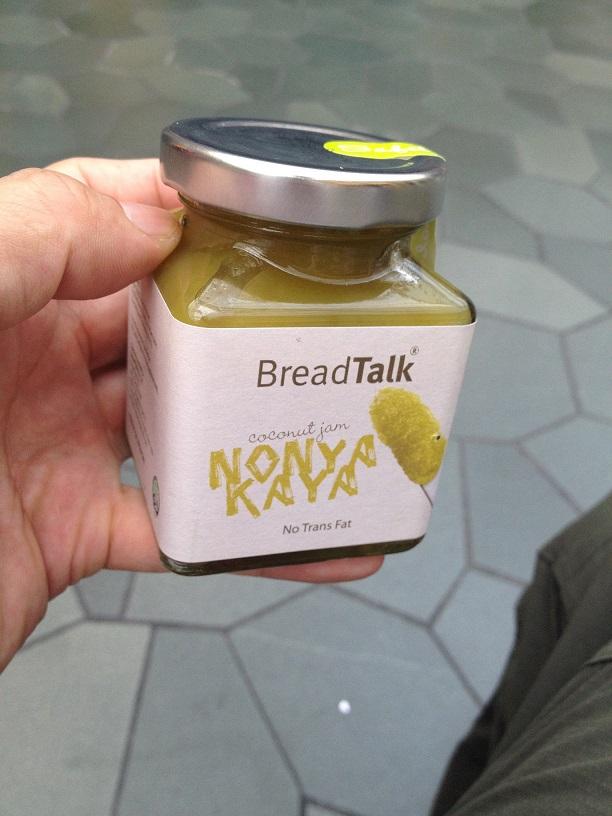 BreadTalk®
coconut jam
NONYA
KAYA
No Trans Fat